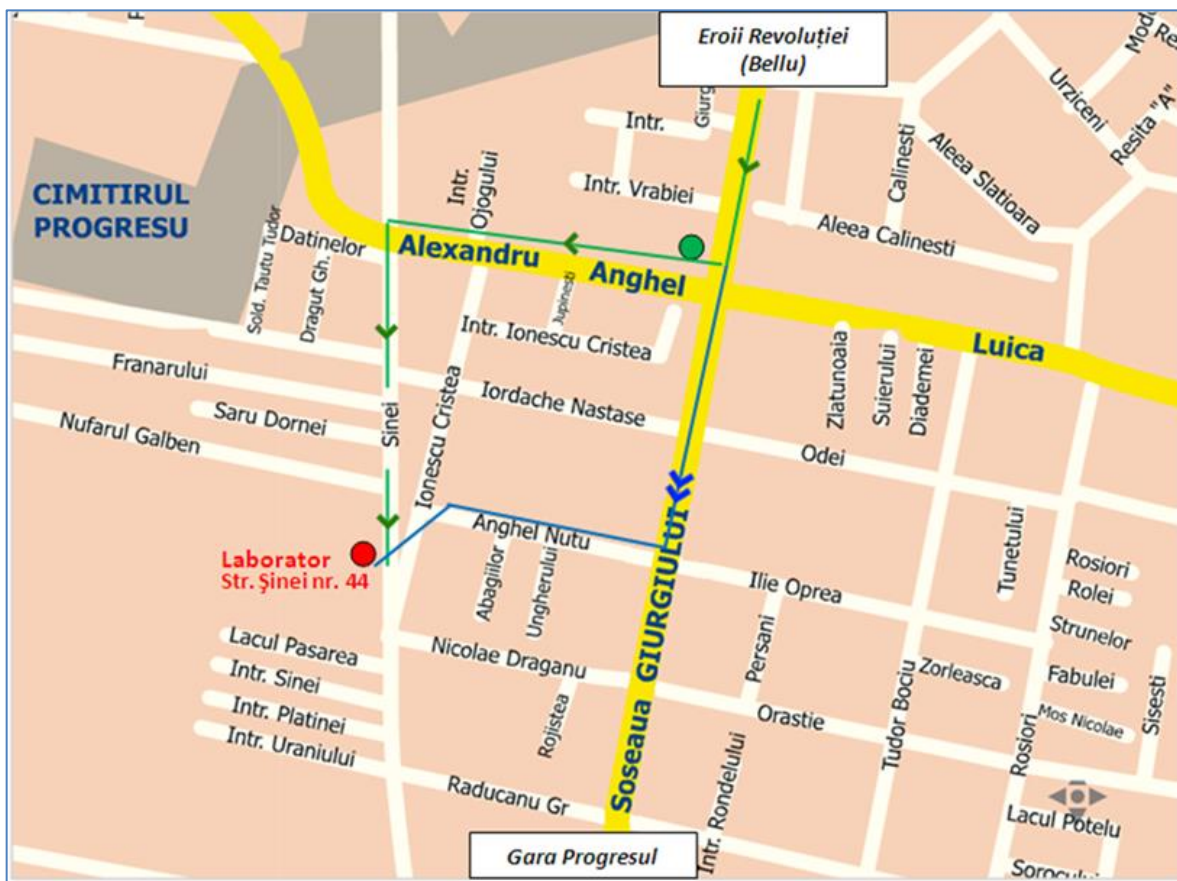 Eroii Revoluției
(Bellu)
Intr.
Giurg
Urziceni
Resita "A"
Calinesti
Aleea Slatioara
Intr. Vrabiei
Aleea Calinesti
CIMITIRUL
PROGRESU
Intr.
Ojogului
Sold. Tautu Tudor
Datinelor
Dragut Gh.
Alexandru Anghel
Jupinesti
Luica
Intr. Ionescu Cristea
Zlatunoaia
Suierului
Diademei
Franarului
Saru Dornei
Nufarul Galben
Sinei
Ionescu Cristea
Iordache Nastase
Odei
Tunetului
Laborator
Str. Șinei nr. 44
Anghel Nutu
Abagiilor
Ungherului
Soseaua GIURGIULUI
Ilie Oprea
Persani
Rosiori
Rolei
Strunelor
Fabulei
Mos Nicolae
Sisesti
Zorleasca
Tudor Bociu
Rosiori
Lacul Pasarea
Intr. Sinei
Intr. Platinei
Intr. Uraniului
Nicolae Draganu
Rojistea
Orastie
Raducanu Gr
Intr. Rondelului
Lacul Potelu
Gara Progresul